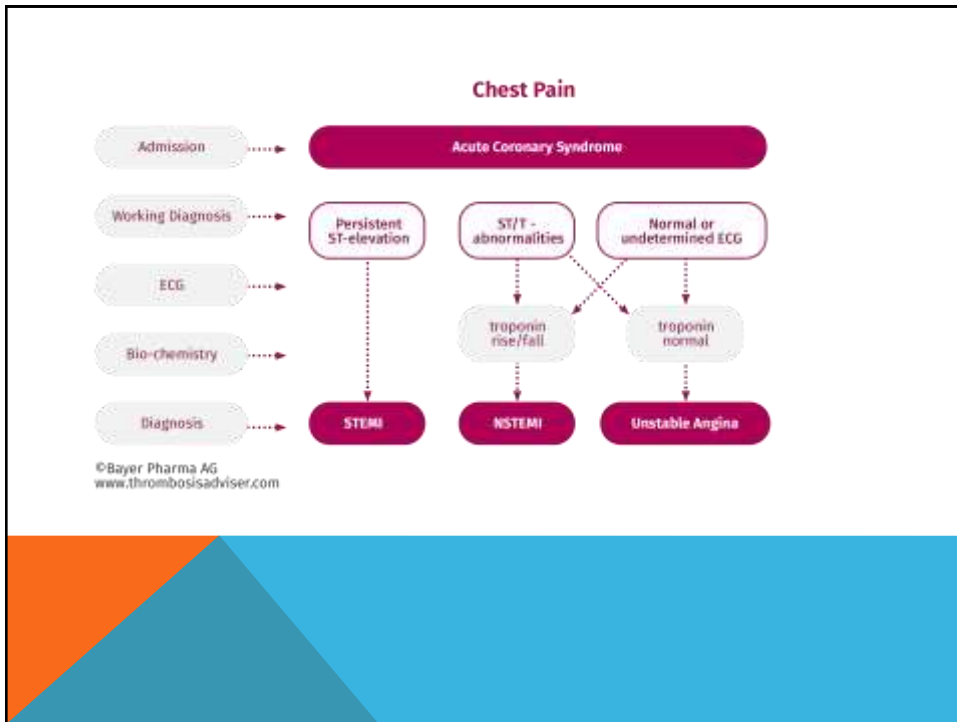 Chest Pain
Admission
Acute Coronary Syndrome
Working Diagnosis
Persistent
ST-elevation
ST/T -
abnormalities
Normal or
undetermined ECG
ECG
troponin
rise/fall
troponin
normal
Bio-chemistry
Diagnosis
STEMI
NSTEMI
Unstable Angina
©Bayer Pharma AG
www.thrombosisadviser.com